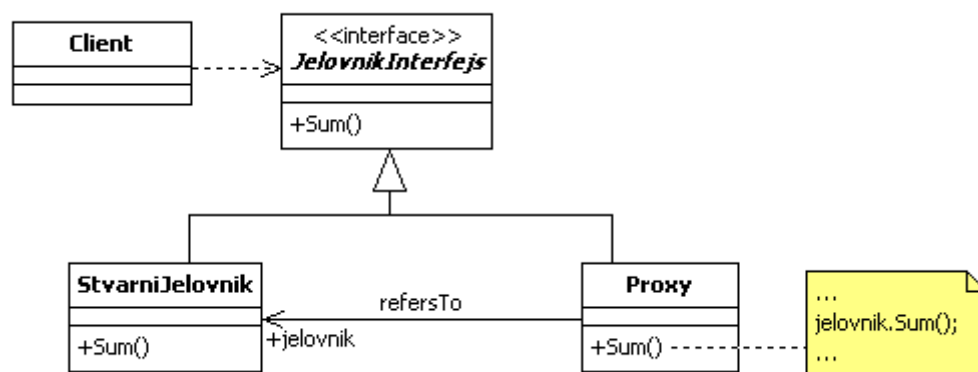 Client
<<interface>>
JelovnikInterfejs
+Sum()
StvarniJelovnik
+Sum()
refersTo
+jelovnik
Proxy
+Sum()
...
jelovnik.Sum();
...